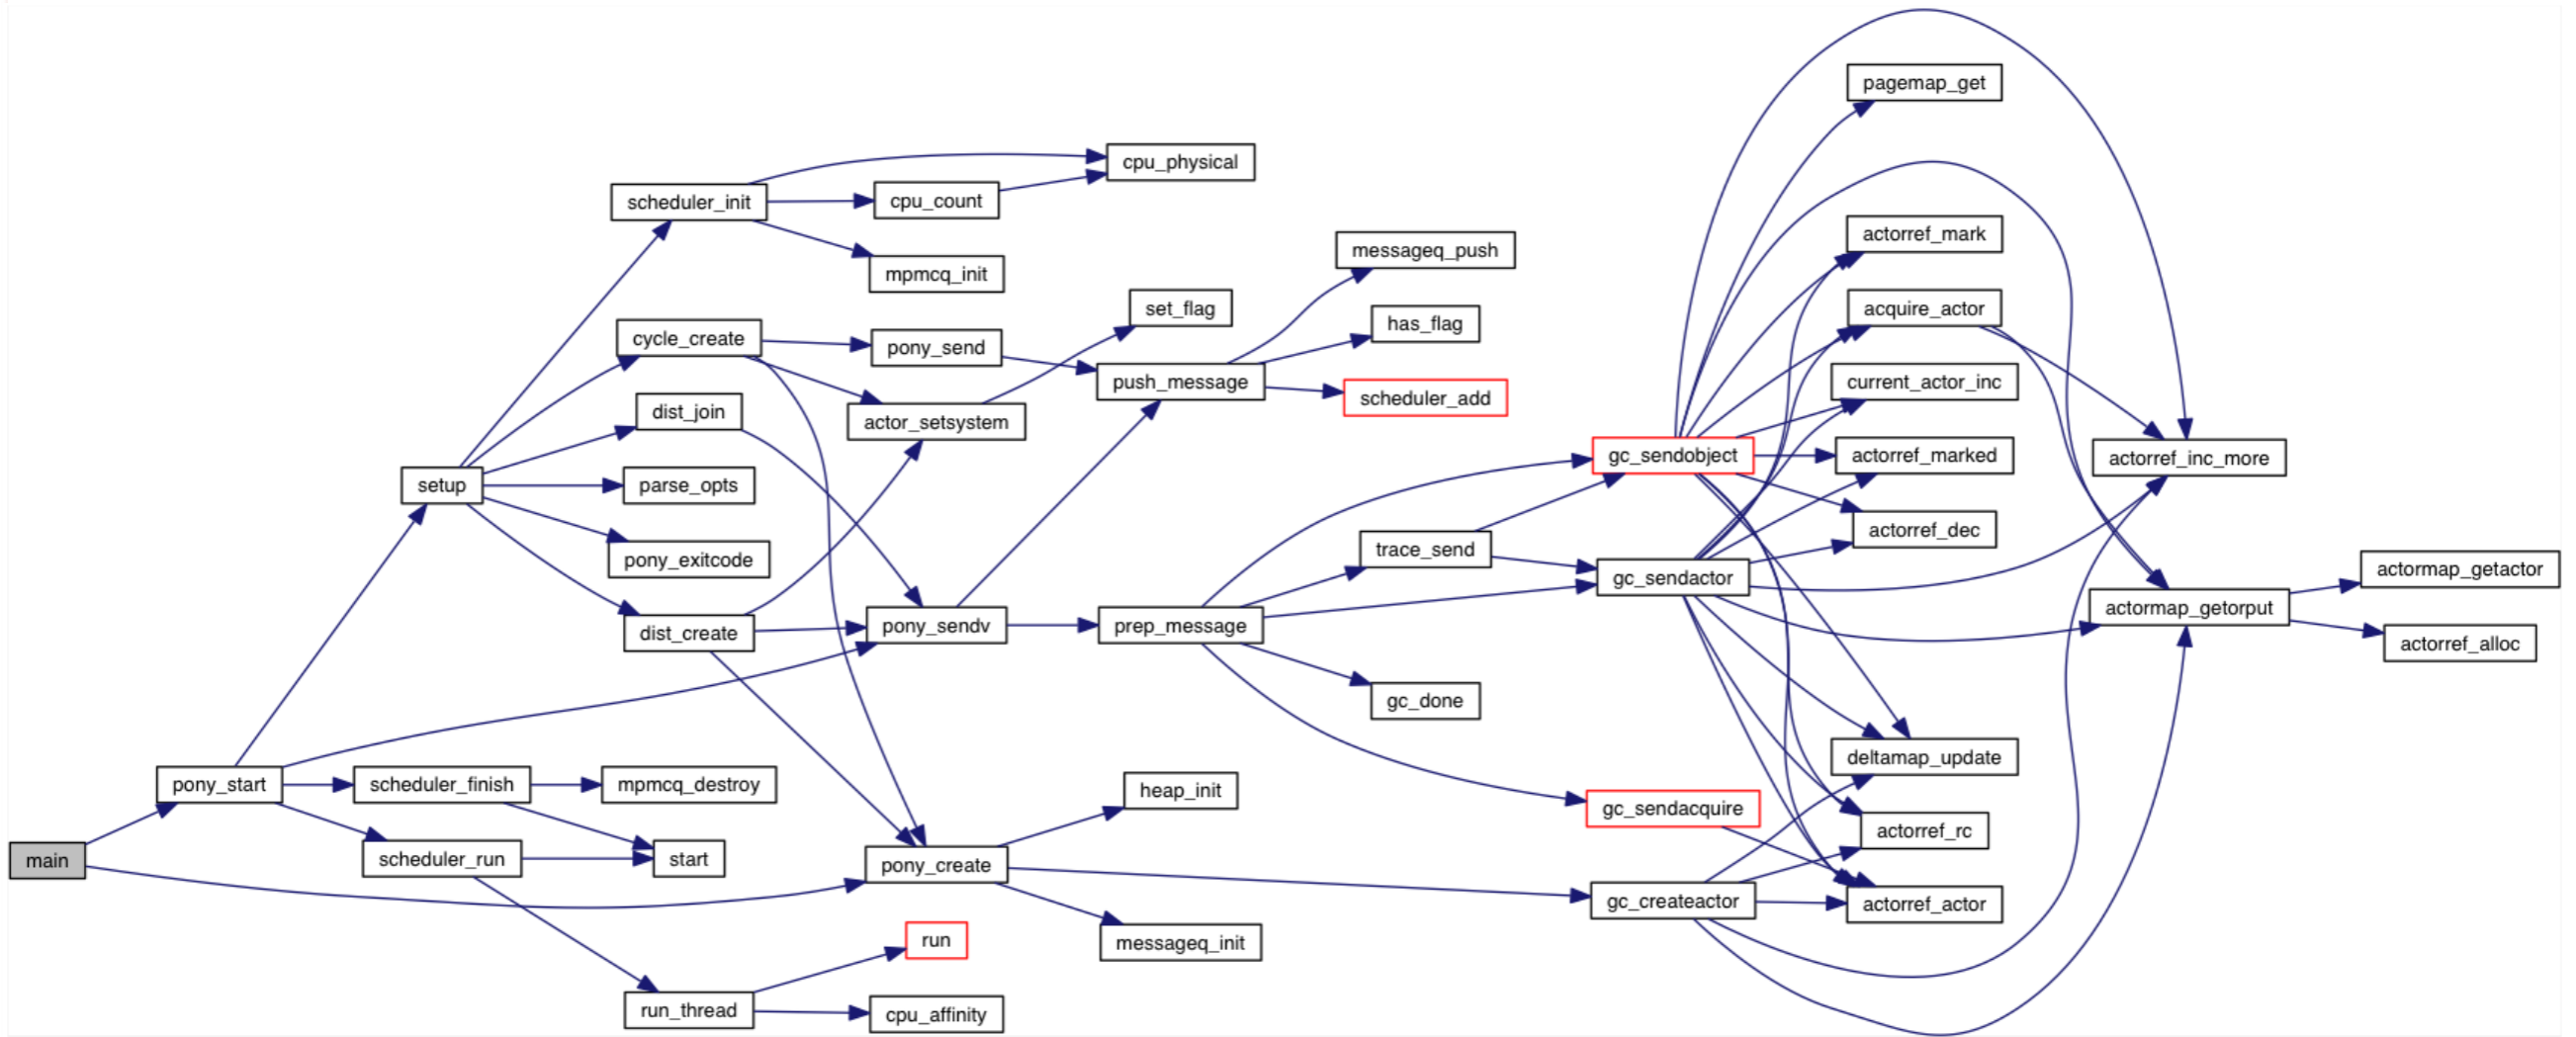 main
pony_start
setup
scheduler_finish
scheduler_run
scheduler_init
cycle_create
dist_join
parse_opts
pony_exitcode
dist_create
mpmcq_destroy
start
run_thread
cpu_count
mpmcq_init
pony_send
actor_setsystem
pony_sendv
pony_create
run
cpu_affinity
cpu_physical
set_flag
push_message
prep_message
heap_init
messageq_init
messageq_push
has_flag
scheduler_add
trace_send
gc_done
gc_sendobject
gc_sendactor
gc_sendacquire
gc_createactor
pagemap_get
actorref_mark
acquire_actor
current_actor_inc
actorref_marked
actorref_dec
deltamap_update
actorref_rc
actorref_actor
actorref_inc_more
actormap_getorput
actormap_getactor
actorref_alloc